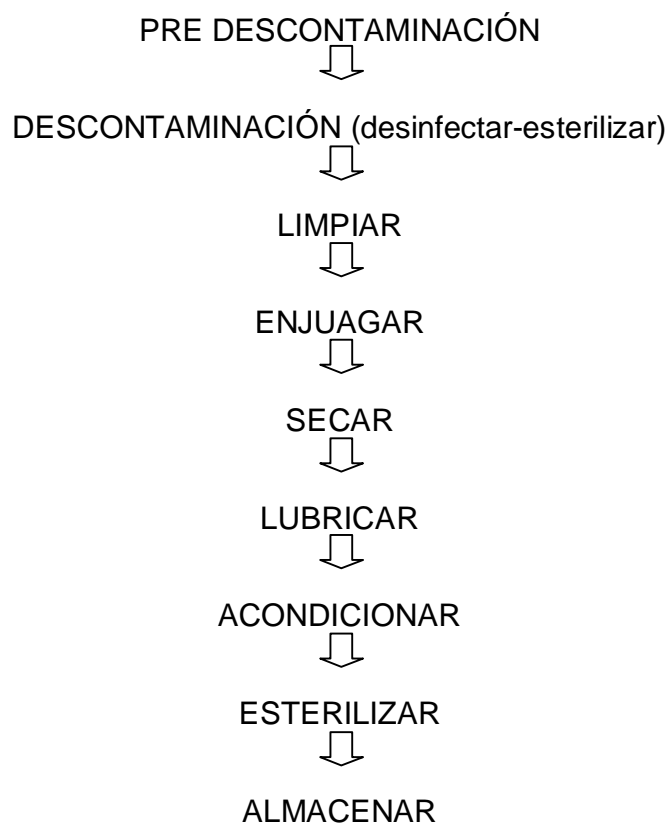 PRE DESCONTAMINACIÓN
DESCONTAMINACIÓN (desinfectar-esterilizar)
LIMPIAR
ENJUAGAR
SECAR
LUBRICAR
ACONDICIONAR
ESTERILIZAR
ALMACENAR